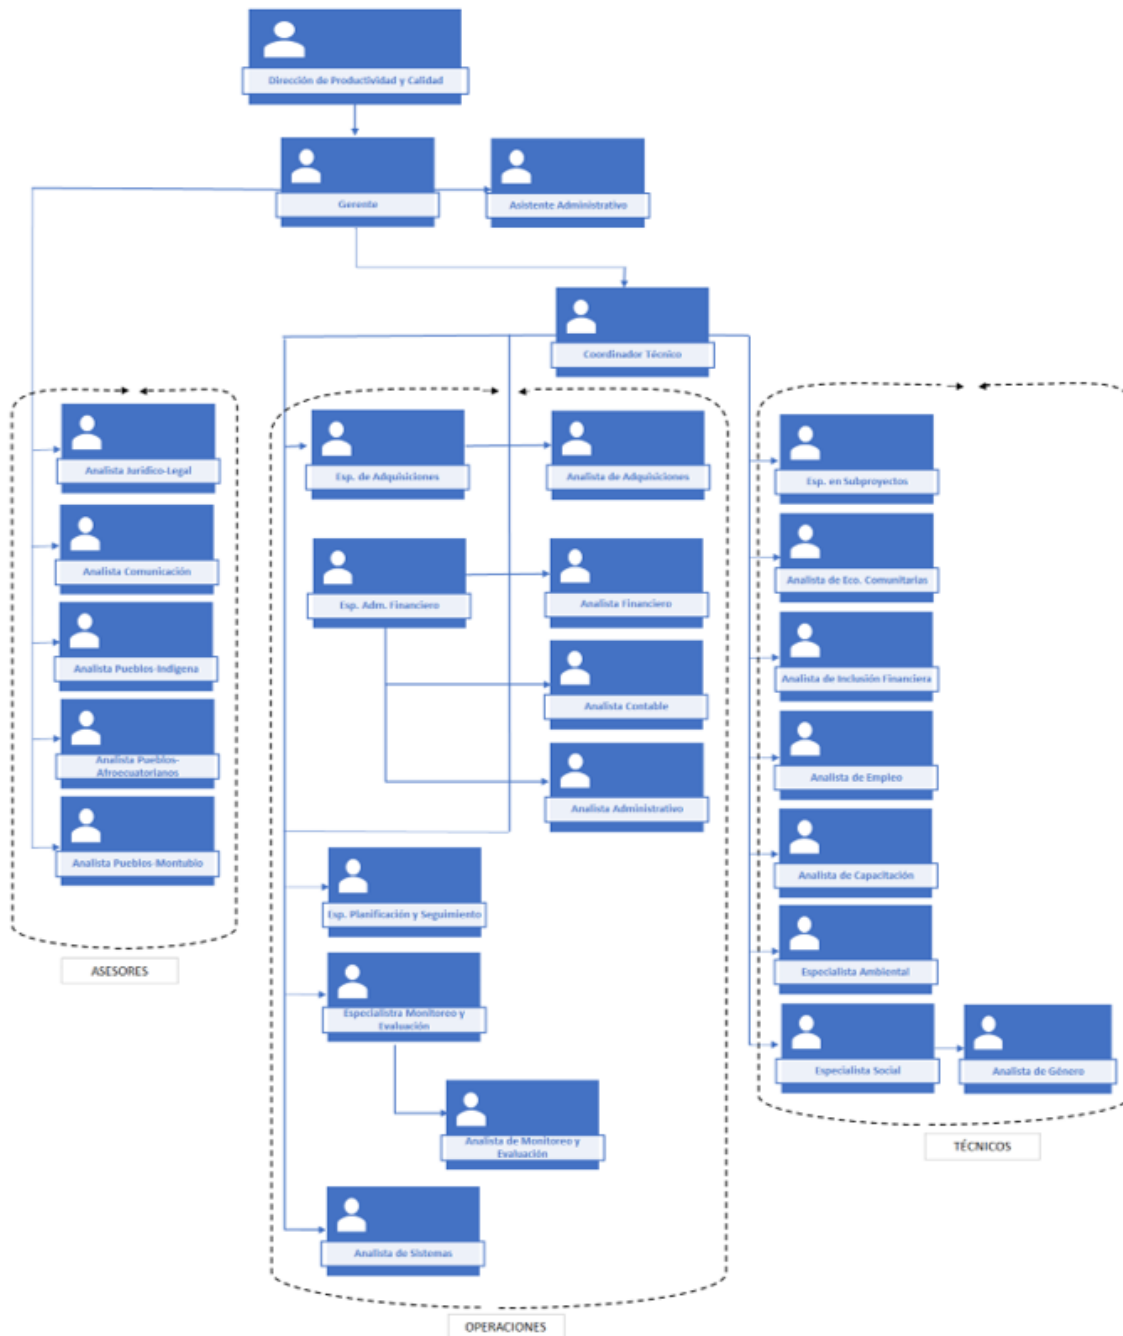 Dirección de Productividad y Calidad
Gerente
Asistente Administrativo
Coordinador Técnico
Analista Jurídico-Legal
Analista Comunicación
Analista Pueblos-Indígena
Analista Pueblos-
Afroecuatorianos
Analista Pueblos-Montubio
ASESORES
Esp. de Adquisiciones
Analista de Adquisiciones
Esp. Adm. Financiero
Analista Financiero
Analista Contable
Analista Administrativo
Esp. Planificación y Seguimiento
Especialistra Monitoreo y
Evaluación
Analista de Monitoreo y
Evaluación
Analista de Sistemas
OPERACIONES
Esp. en Subproyectos
Analista de Eco. Comunitarias
Analista de Inclusión Financiera
Analista de Empleo
Analista de Capacitación
Especialista Ambiental
Especialista Social
Analista de Género
TÉCNICOS